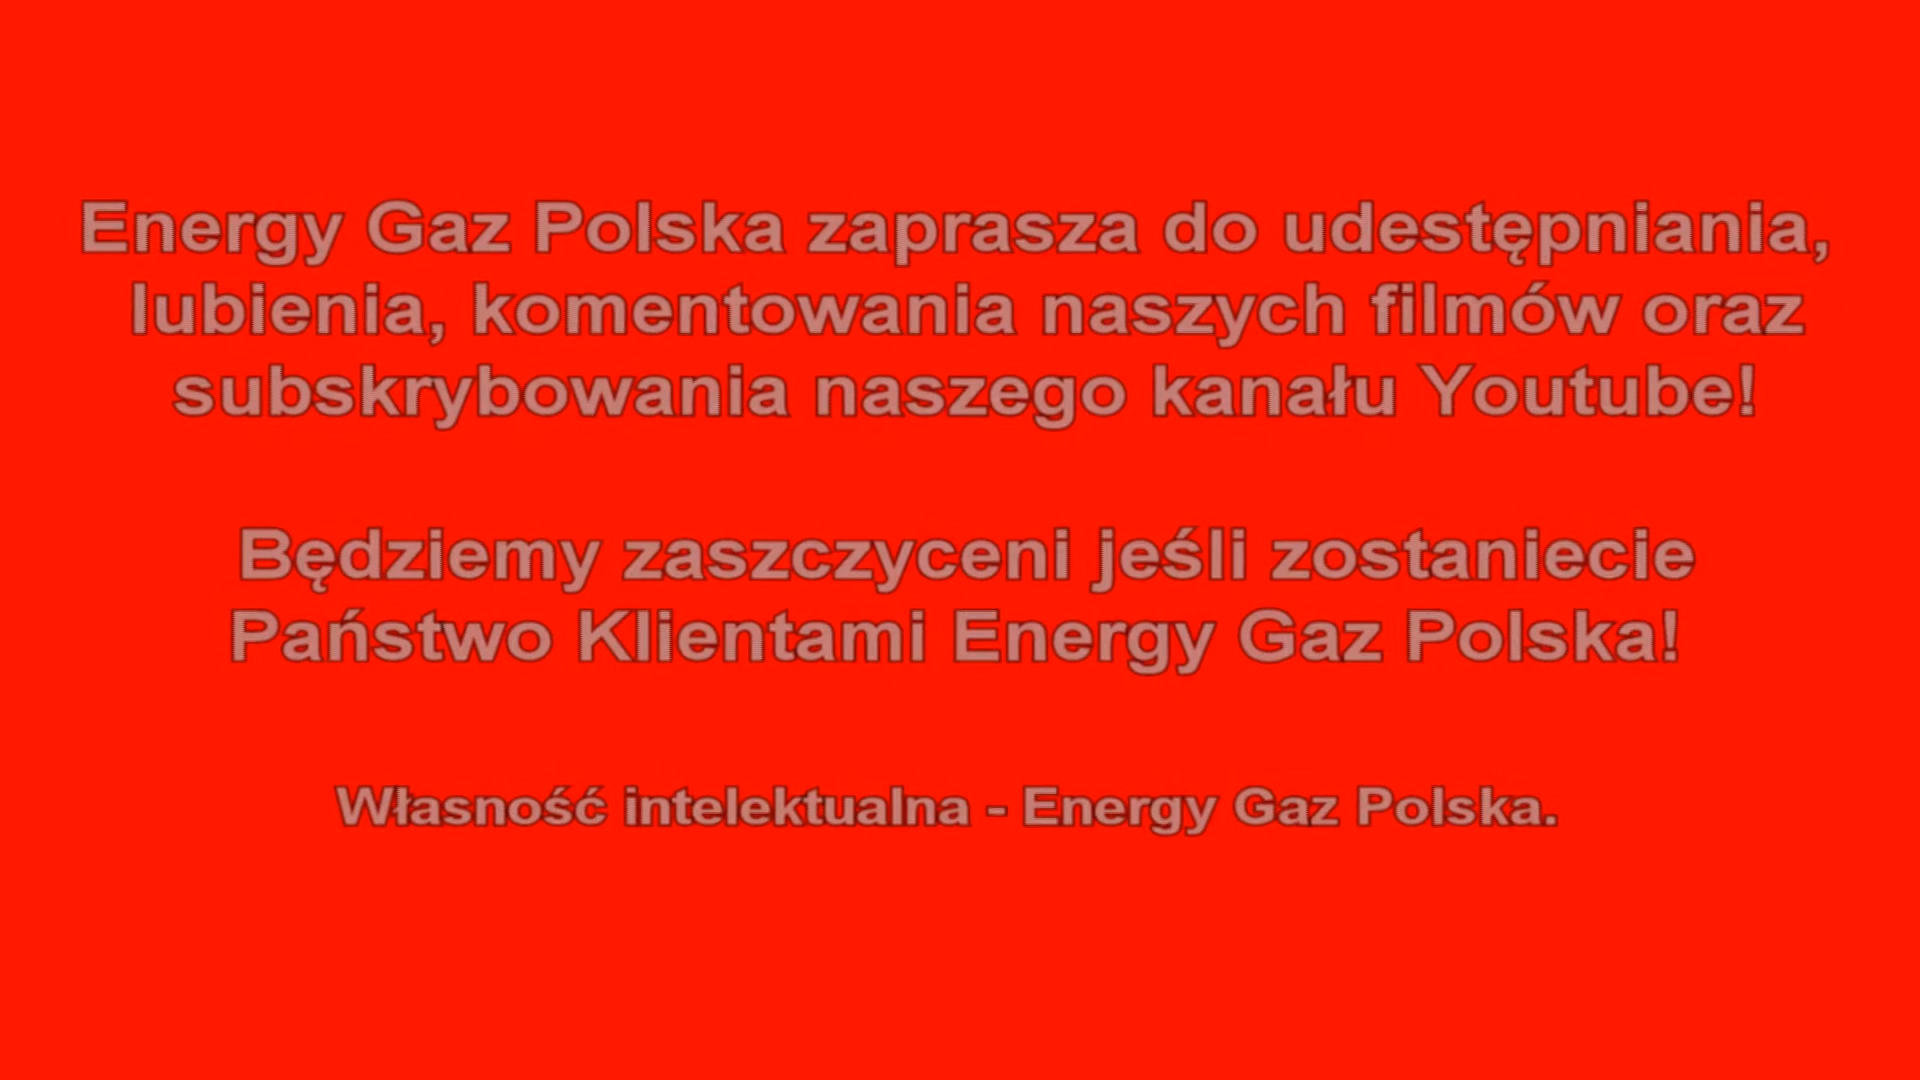 Energy Gaz Polska zaprasza do udestępniania,
lubienia, komentowania naszych filmów oraz
subskrybowania naszego kanału Youtube!
Będziemy zaszczyceni jeśli zostaniecie
Państwo Klientami Energy Gaz Polska!
Własność intelektualna - Energy Gaz Polska.